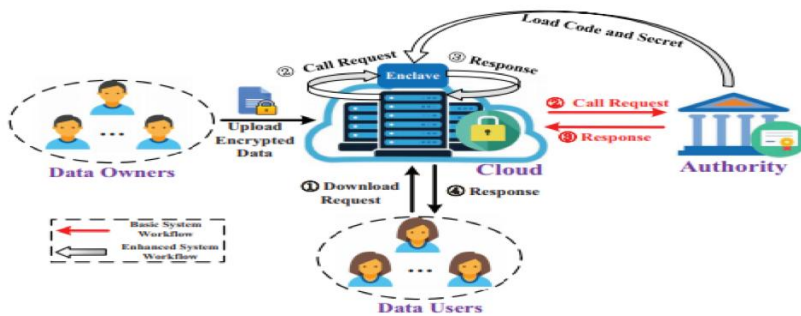 Load Code and Secret
② Call Request
③ Response
Enclave
Upload
Encrypted
Data
Data Owners
② Call Request
③ Response
Cloud
Authority
① Download
Request
④ Response
Basic System
Workflow
Enhanced System
Workflow
...
...
Data Users